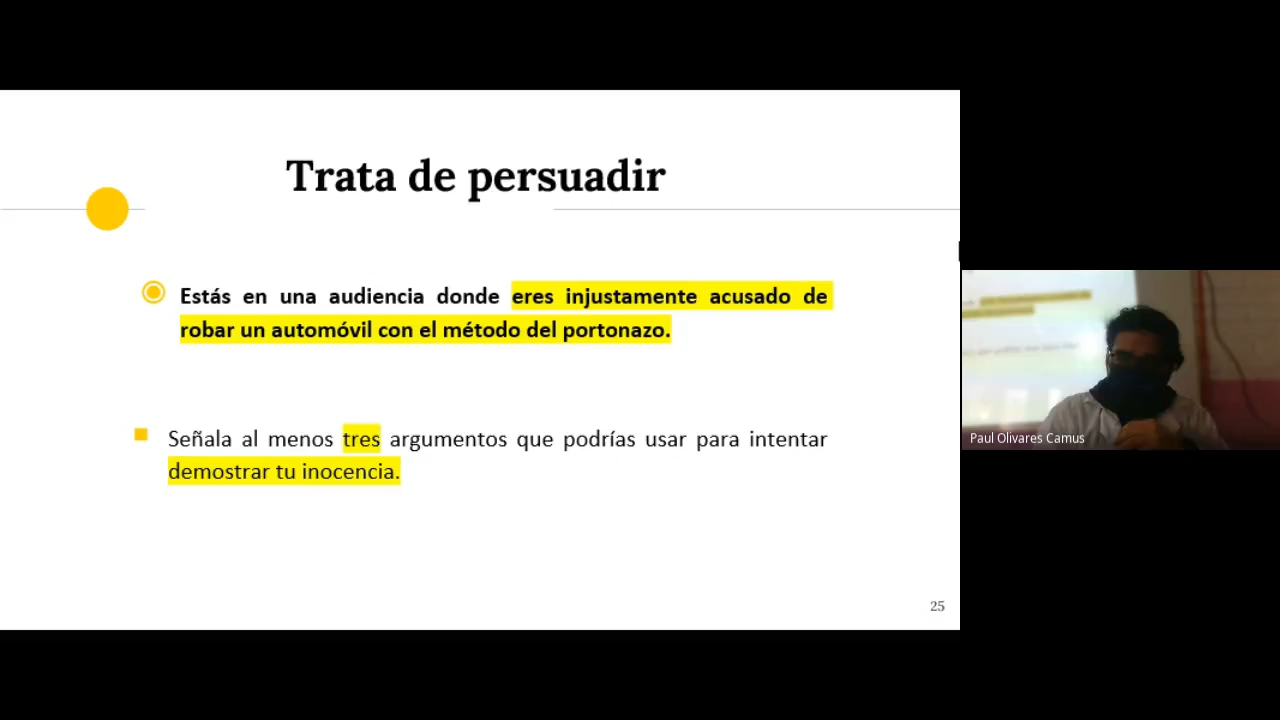 Trata de persuadir
Estás en una audiencia donde eres injustamente acusado de
robar un automóvil con el método del portonazo.
Señala al menos tres argumentos que podrías usar para intentar
demostrar tu inocencia.
25
Paul Olivares Camus